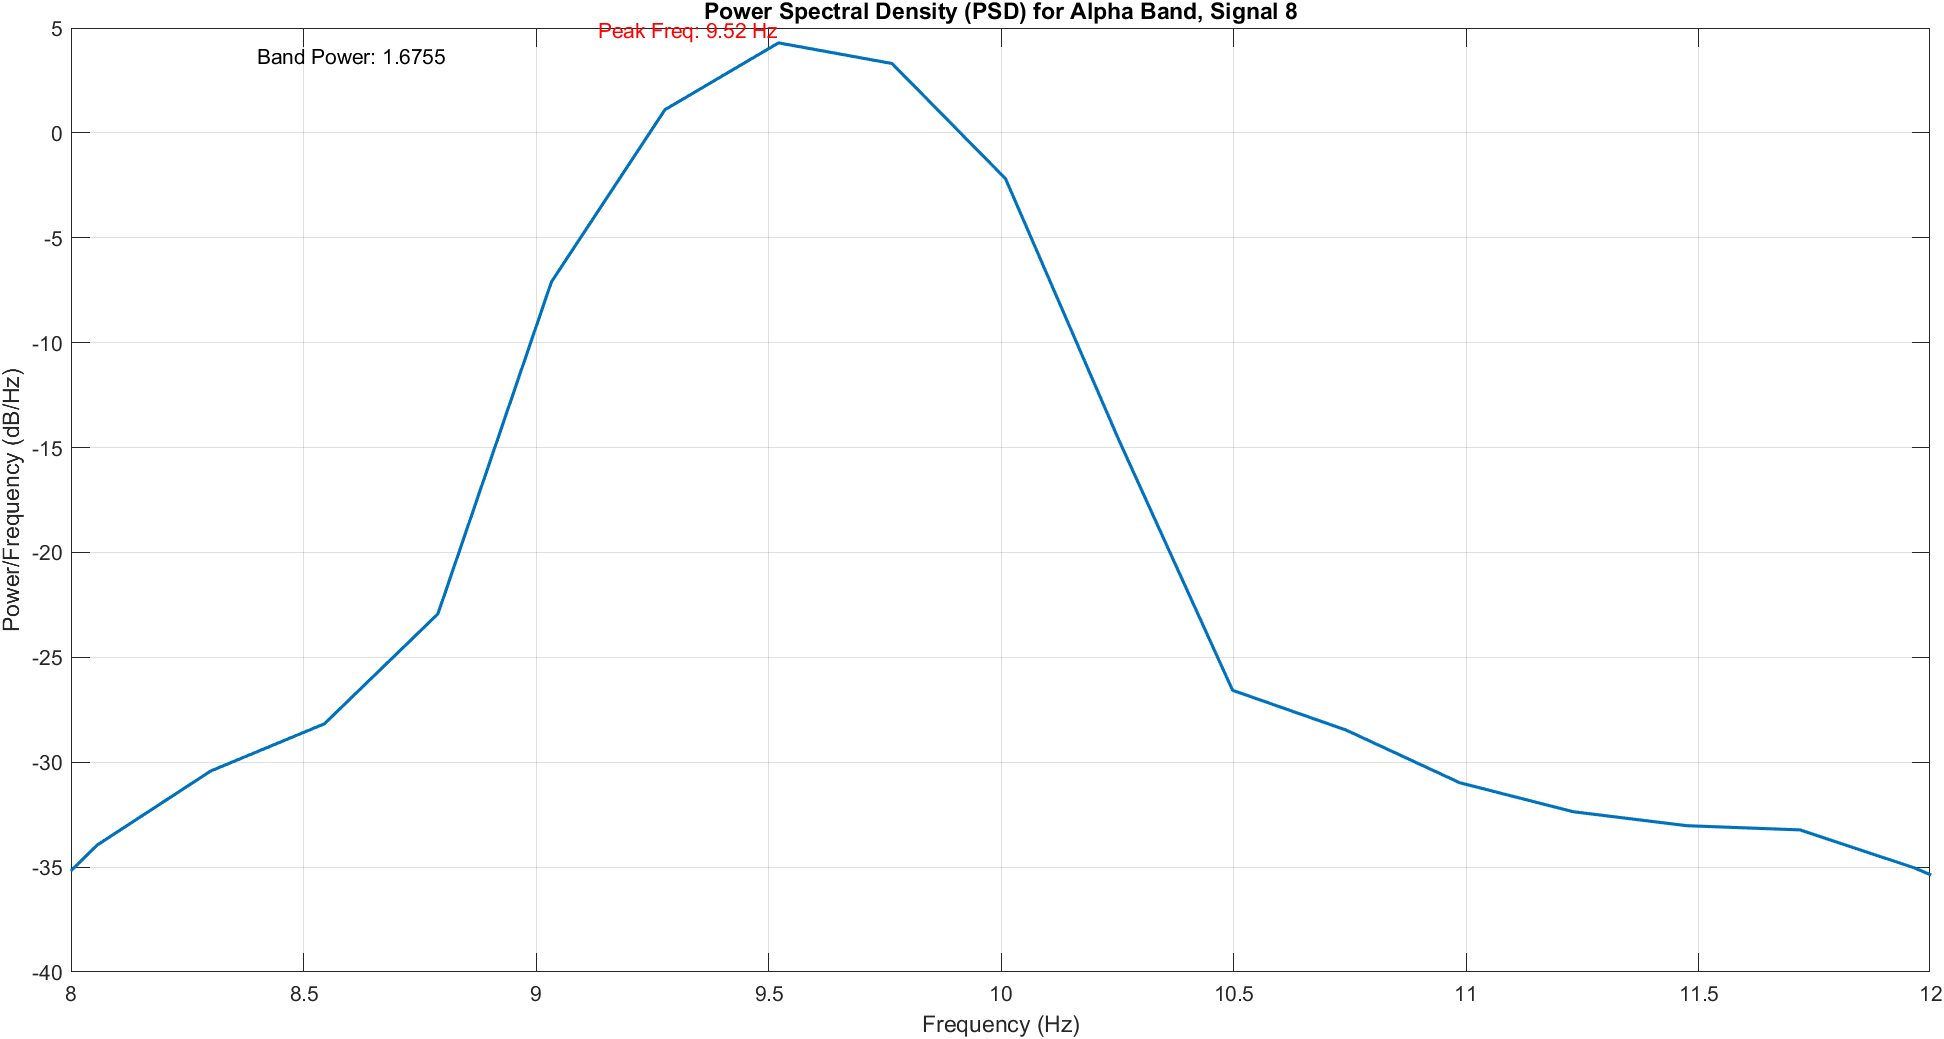 Power Spectral Density (PSD) for Alpha Band, Signal 8
Peak Freq: 9.52 Hz
Band Power: 1.6755
5
0
-5
-10
-15
-20
-25
-30
-35
-40
Power/Frequency (dB/Hz)
8 8.5 9 9.5 10 10.5 11 11.5 12
Frequency (Hz)